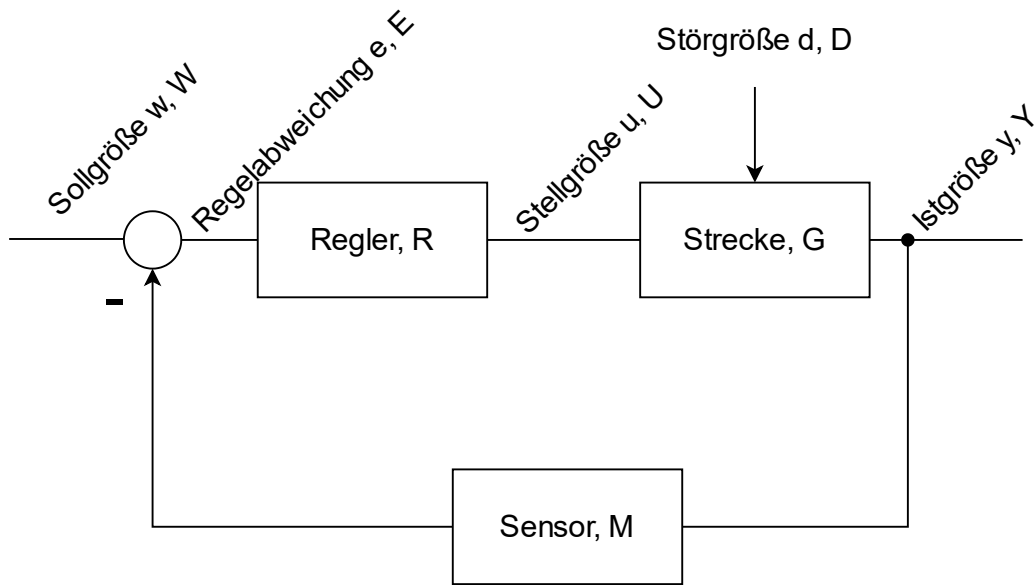 Störgröße d, D
Sollgröße w, W
Regelabweichung e, E
Stellgröße u, U
Istgröße y, Y
Regler, R
Strecke, G
-
Sensor, M